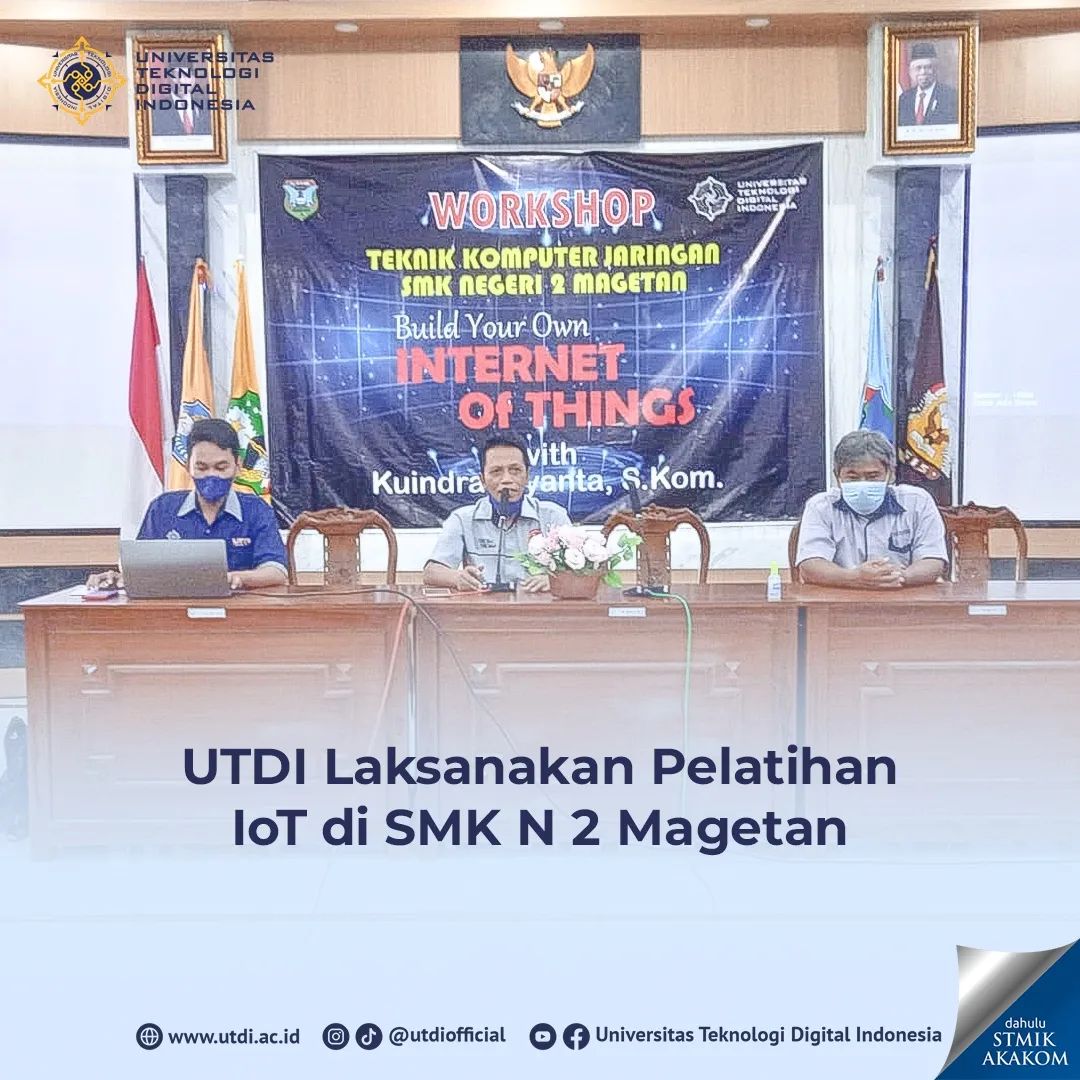 UNIVERSITAS
TEKNOLOGI
DIGITAL
INDONESIA
WORKSHOP
UNIVERSITAS
TEKNOLOGI
DIGITAL
INDONESIA
TEKNIK KOMPUTER JARINGAN
SMK NEGERI 2 MAGETAN
Build Your Own
INTERNET
Of THINGS
with
S.Kom.
UTDI Laksanakan Pelatihan
IoT di SMK N 2 Magetan
www.utdi.ac.id @utdiofficial Universitas Teknologi Digital Indonesia
dahulu
STMIK
AKAKOM